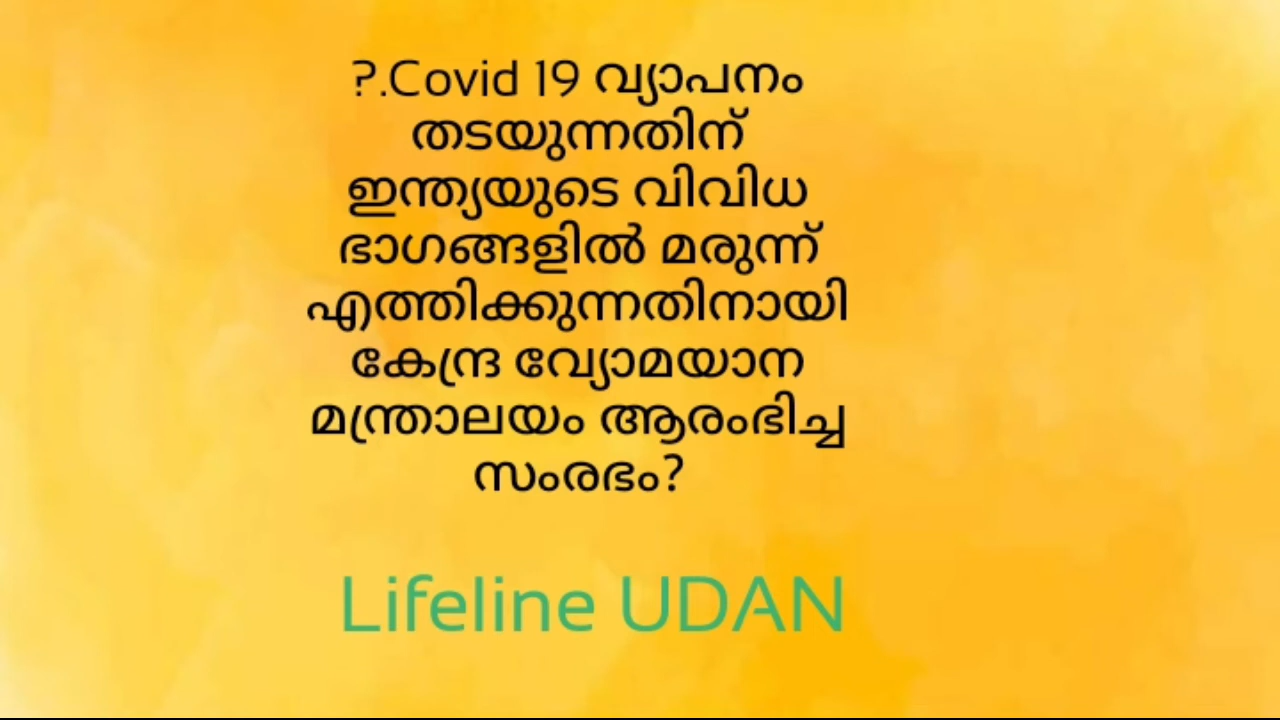 ?.Covid 19 വ്യാപനം
തടയുന്നതിന്
ഇന്ത്യയുടെ വിവിധ
ഭാഗങ്ങളിൽ മരുന്ന്
എത്തിക്കുന്നതിനായി
കേന്ദ്ര വ്യോമയാന
മന്ത്രാലയം ആരംഭിച്ച
സംരഭം?
Lifeline UDAN